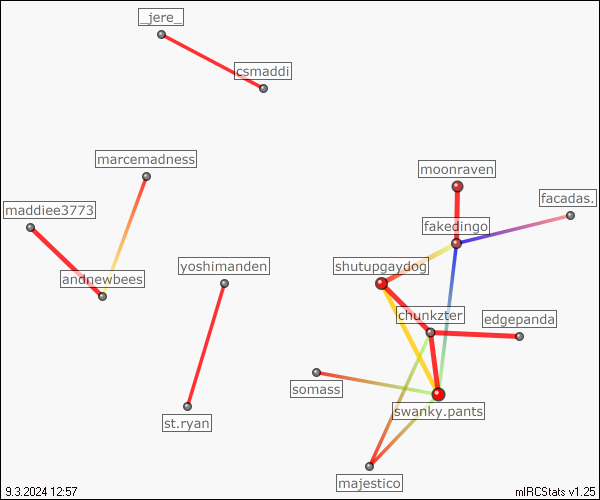 _jere_
csmaddi
marcemadness
moonraven
facadas.
maddiee3773
fakedingo
yoshimanden
shutupgaydog
andnewbees
chunkzter
edgepanda
somass
swanky.pants
st.ryan
majestico
9.3.2024 12:57
mIRCStats v1.25